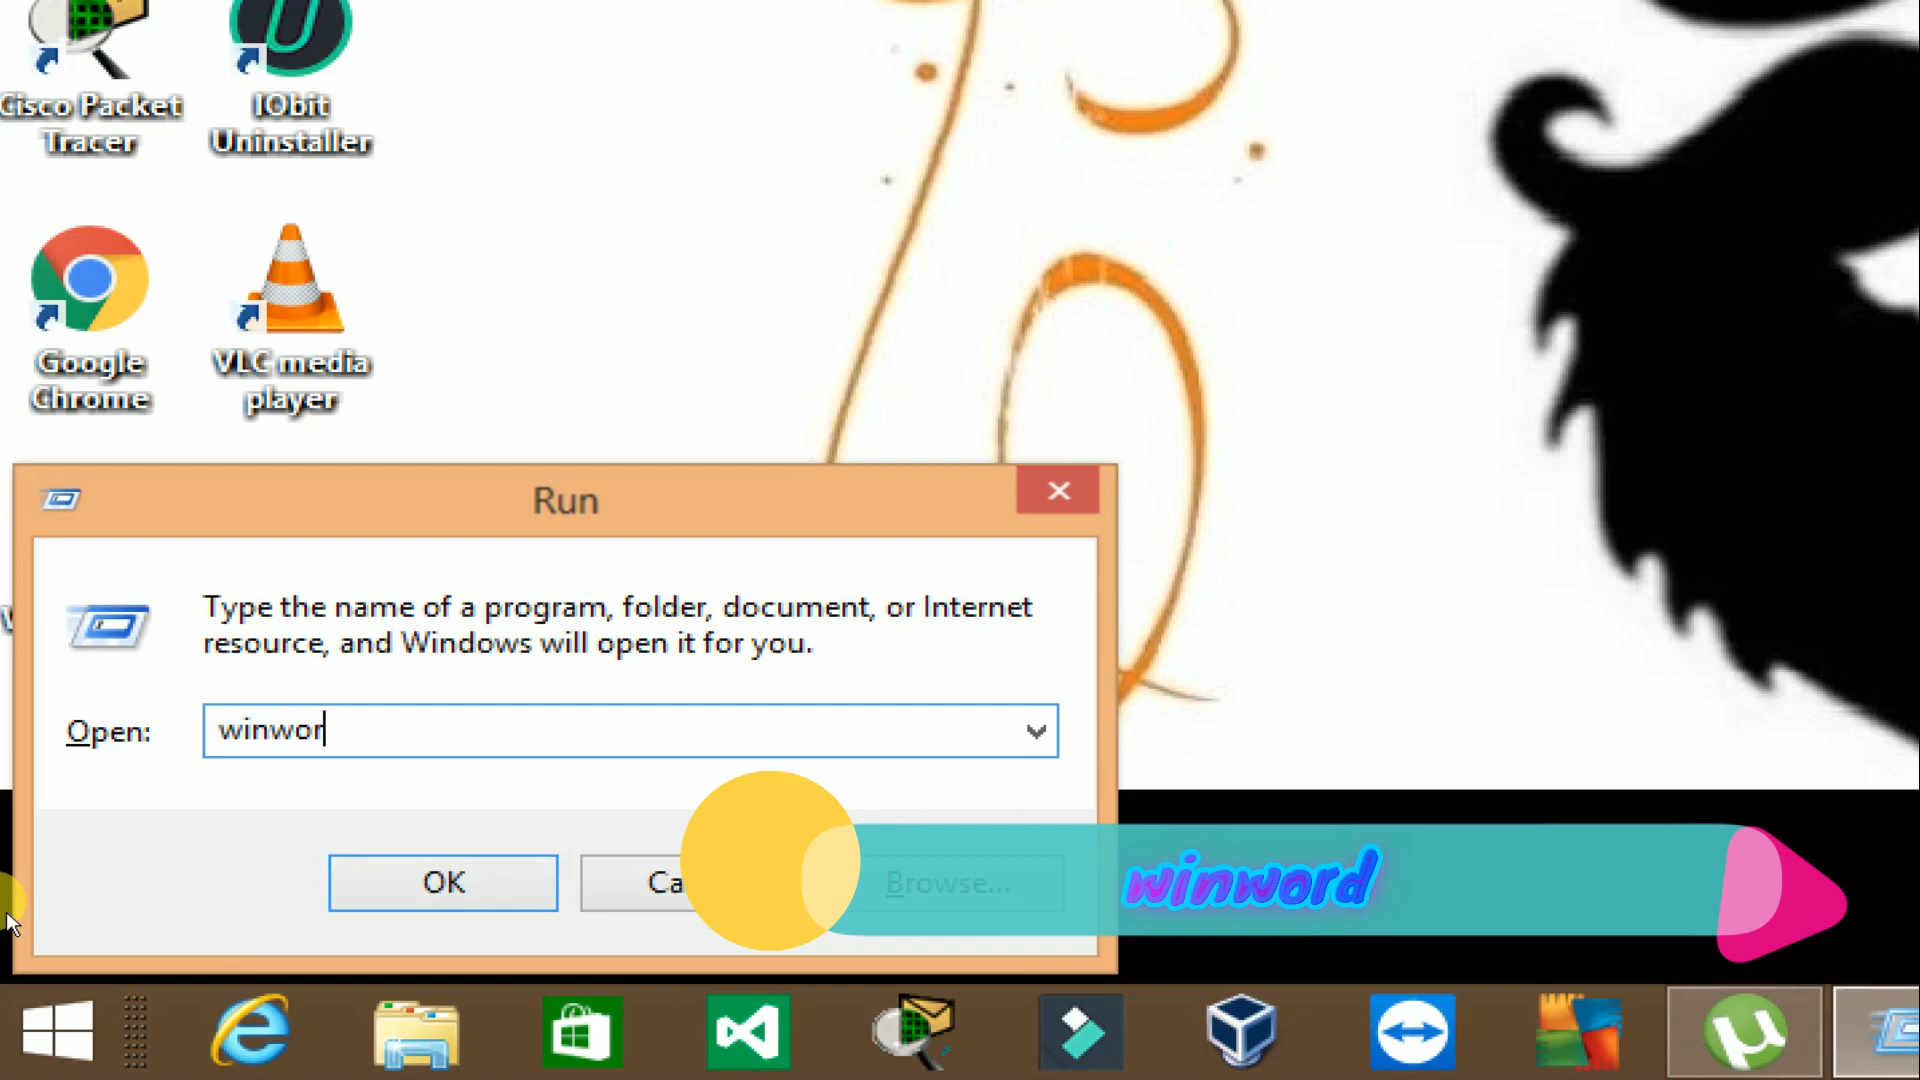 Cisco Packet
Tracer
IObit
Uninstaller
Google
Chrome
VLC media
player
Run
Type the name of a program, folder, document, or Internet
resource, and Windows will open it for you.
Open:
winwor
OK
Ca
Browse...
winword